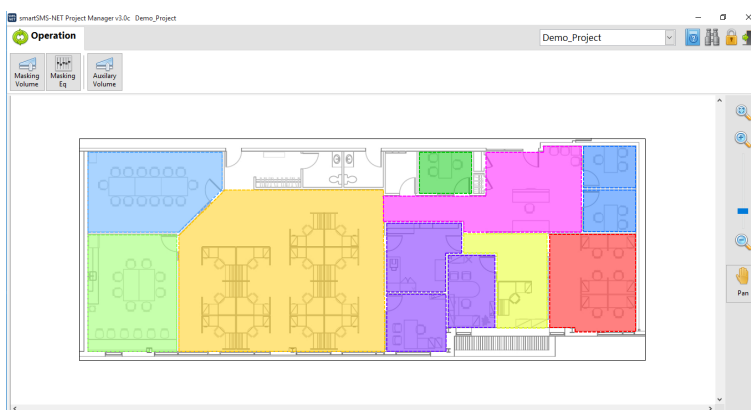 smartSMS-NET Project Manager v3.0c Demo_Project
Operation
Demo_Project
Masking
Volume
Masking
Eq
Auxilary
Volume
Pan